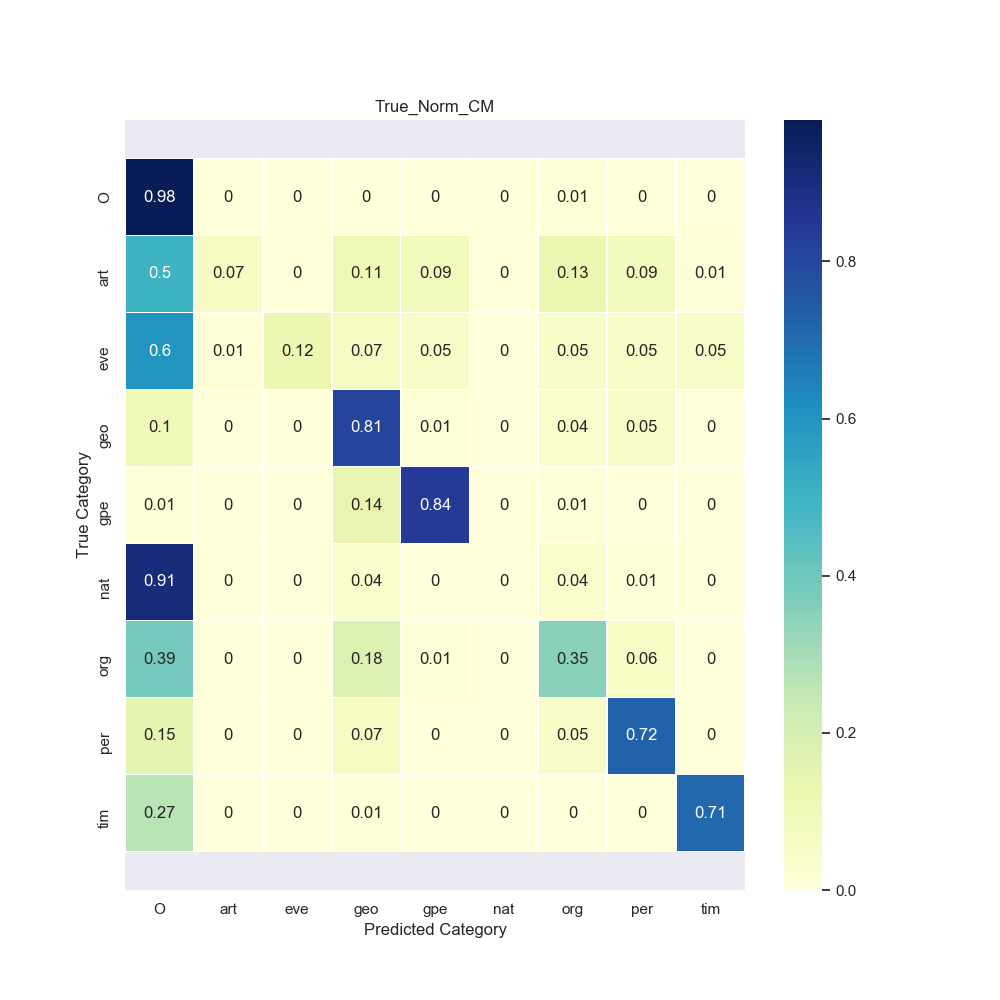 True_Norm_CM
O 0.98 0 0 0 0 0 0.01 0 0
art 0.5 0.07 0 0.11 0.09 0 0.13 0.09 0.01
eve 0.6 0.01 0.12 0.07 0.05 0 0.05 0.05 0.05
geo 0.1 0 0 0.81 0.01 0 0.04 0.05 0
gpe 0.01 0 0 0.14 0.84 0 0.01 0 0
nat 0.91 0 0 0.04 0 0 0.04 0.01 0
org 0.39 0 0 0.18 0.01 0 0.35 0.06 0
per 0.15 0 0 0.07 0 0 0.05 0.72 0
tim 0.27 0 0 0.01 0 0 0 0 0.71
O art eve geo gpe nat org per tim
Predicted Category
True Category
0.8
0.6
0.4
0.2
0.0